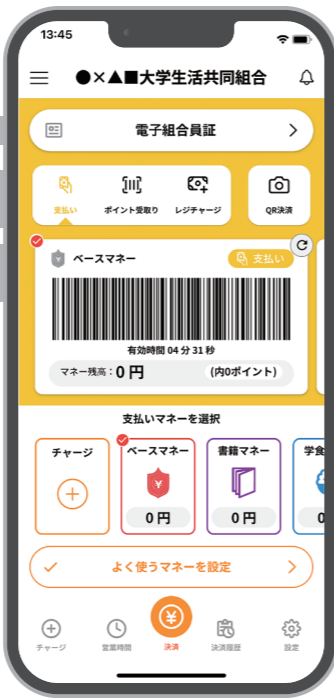 13:45
●×▲■大学生活共同組合
電子組合員証
支払い
ポイント受取り
レジチャージ
QR決済
ベースマネー
支払い
有効時間 04 分 31 秒
マネー残高：0 円 (内0ポイント)
支払いマネーを選択
チャージ
ベースマネー
¥
0 円
書籍マネー
0 円
学食
0
よく使うマネーを設定
チャージ
営業時間
決済
決済履歴
設定